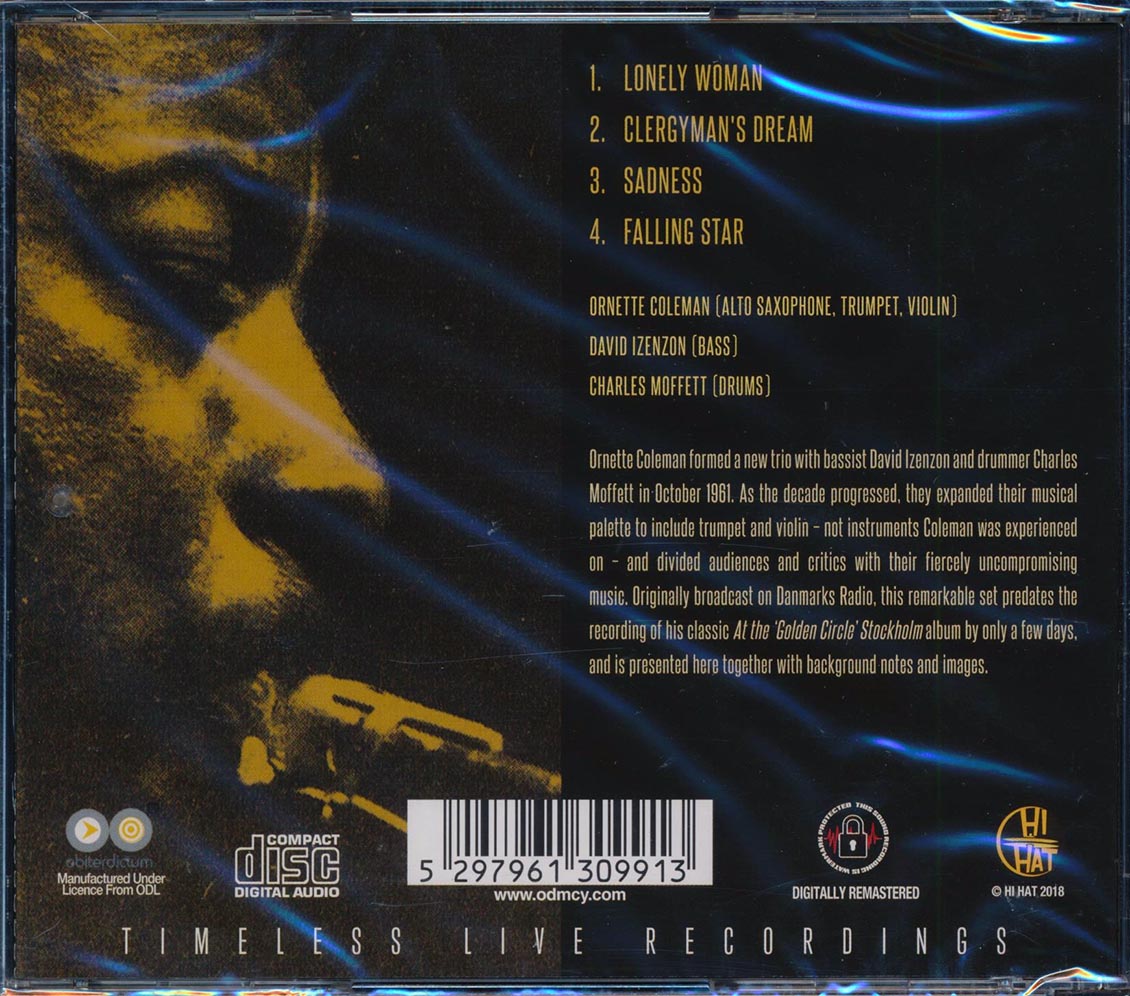 1. LONELY WOMAN
2. CLERGYMAN'S DREAM
3. SADNESS
4. FALLING STAR
ORNETTE COLEMAN (ALTO SAXOPHONE, TRUMPET, VIOLIN)
DAVID IZENZON (BASS)
CHARLES MOFFETT (DRUMS)
Ornette Coleman formed a new trio with bassist David Izenzon and drummer Charles
Moffett in October 1961. As the decade progressed, they expanded their musical
palette to include trumpet and violin – not instruments Coleman was experienced
on – and divided audiences and critics with their fiercely uncompromising
music. Originally broadcast on Danmarks Radio, this remarkable set predates the
recording of his classic At the ‘Golden Circle’ Stockholm album by only a few days,
and is presented here together with background notes and images.
obiterdictum
Manufactured Under
Licence From ODL
COMPACT
disc
DIGITAL AUDIO
5 297961 309913
www.odmcy.com
WATERMARK PROTECTED THIS SOUND RECORDING IS
DIGITALLY REMASTERED
HI
HAT
© HI HAT 2018
TIMELESS LIVE RECORDINGS